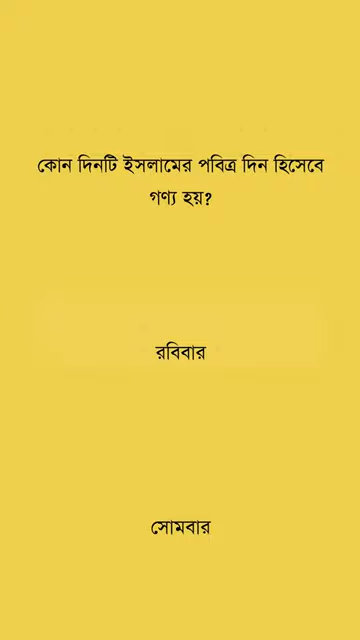 কোন দিনটি ইসলামের পবিত্র দিন হিসেবে
গণ্য হয়?
রবিবার
সোমবার